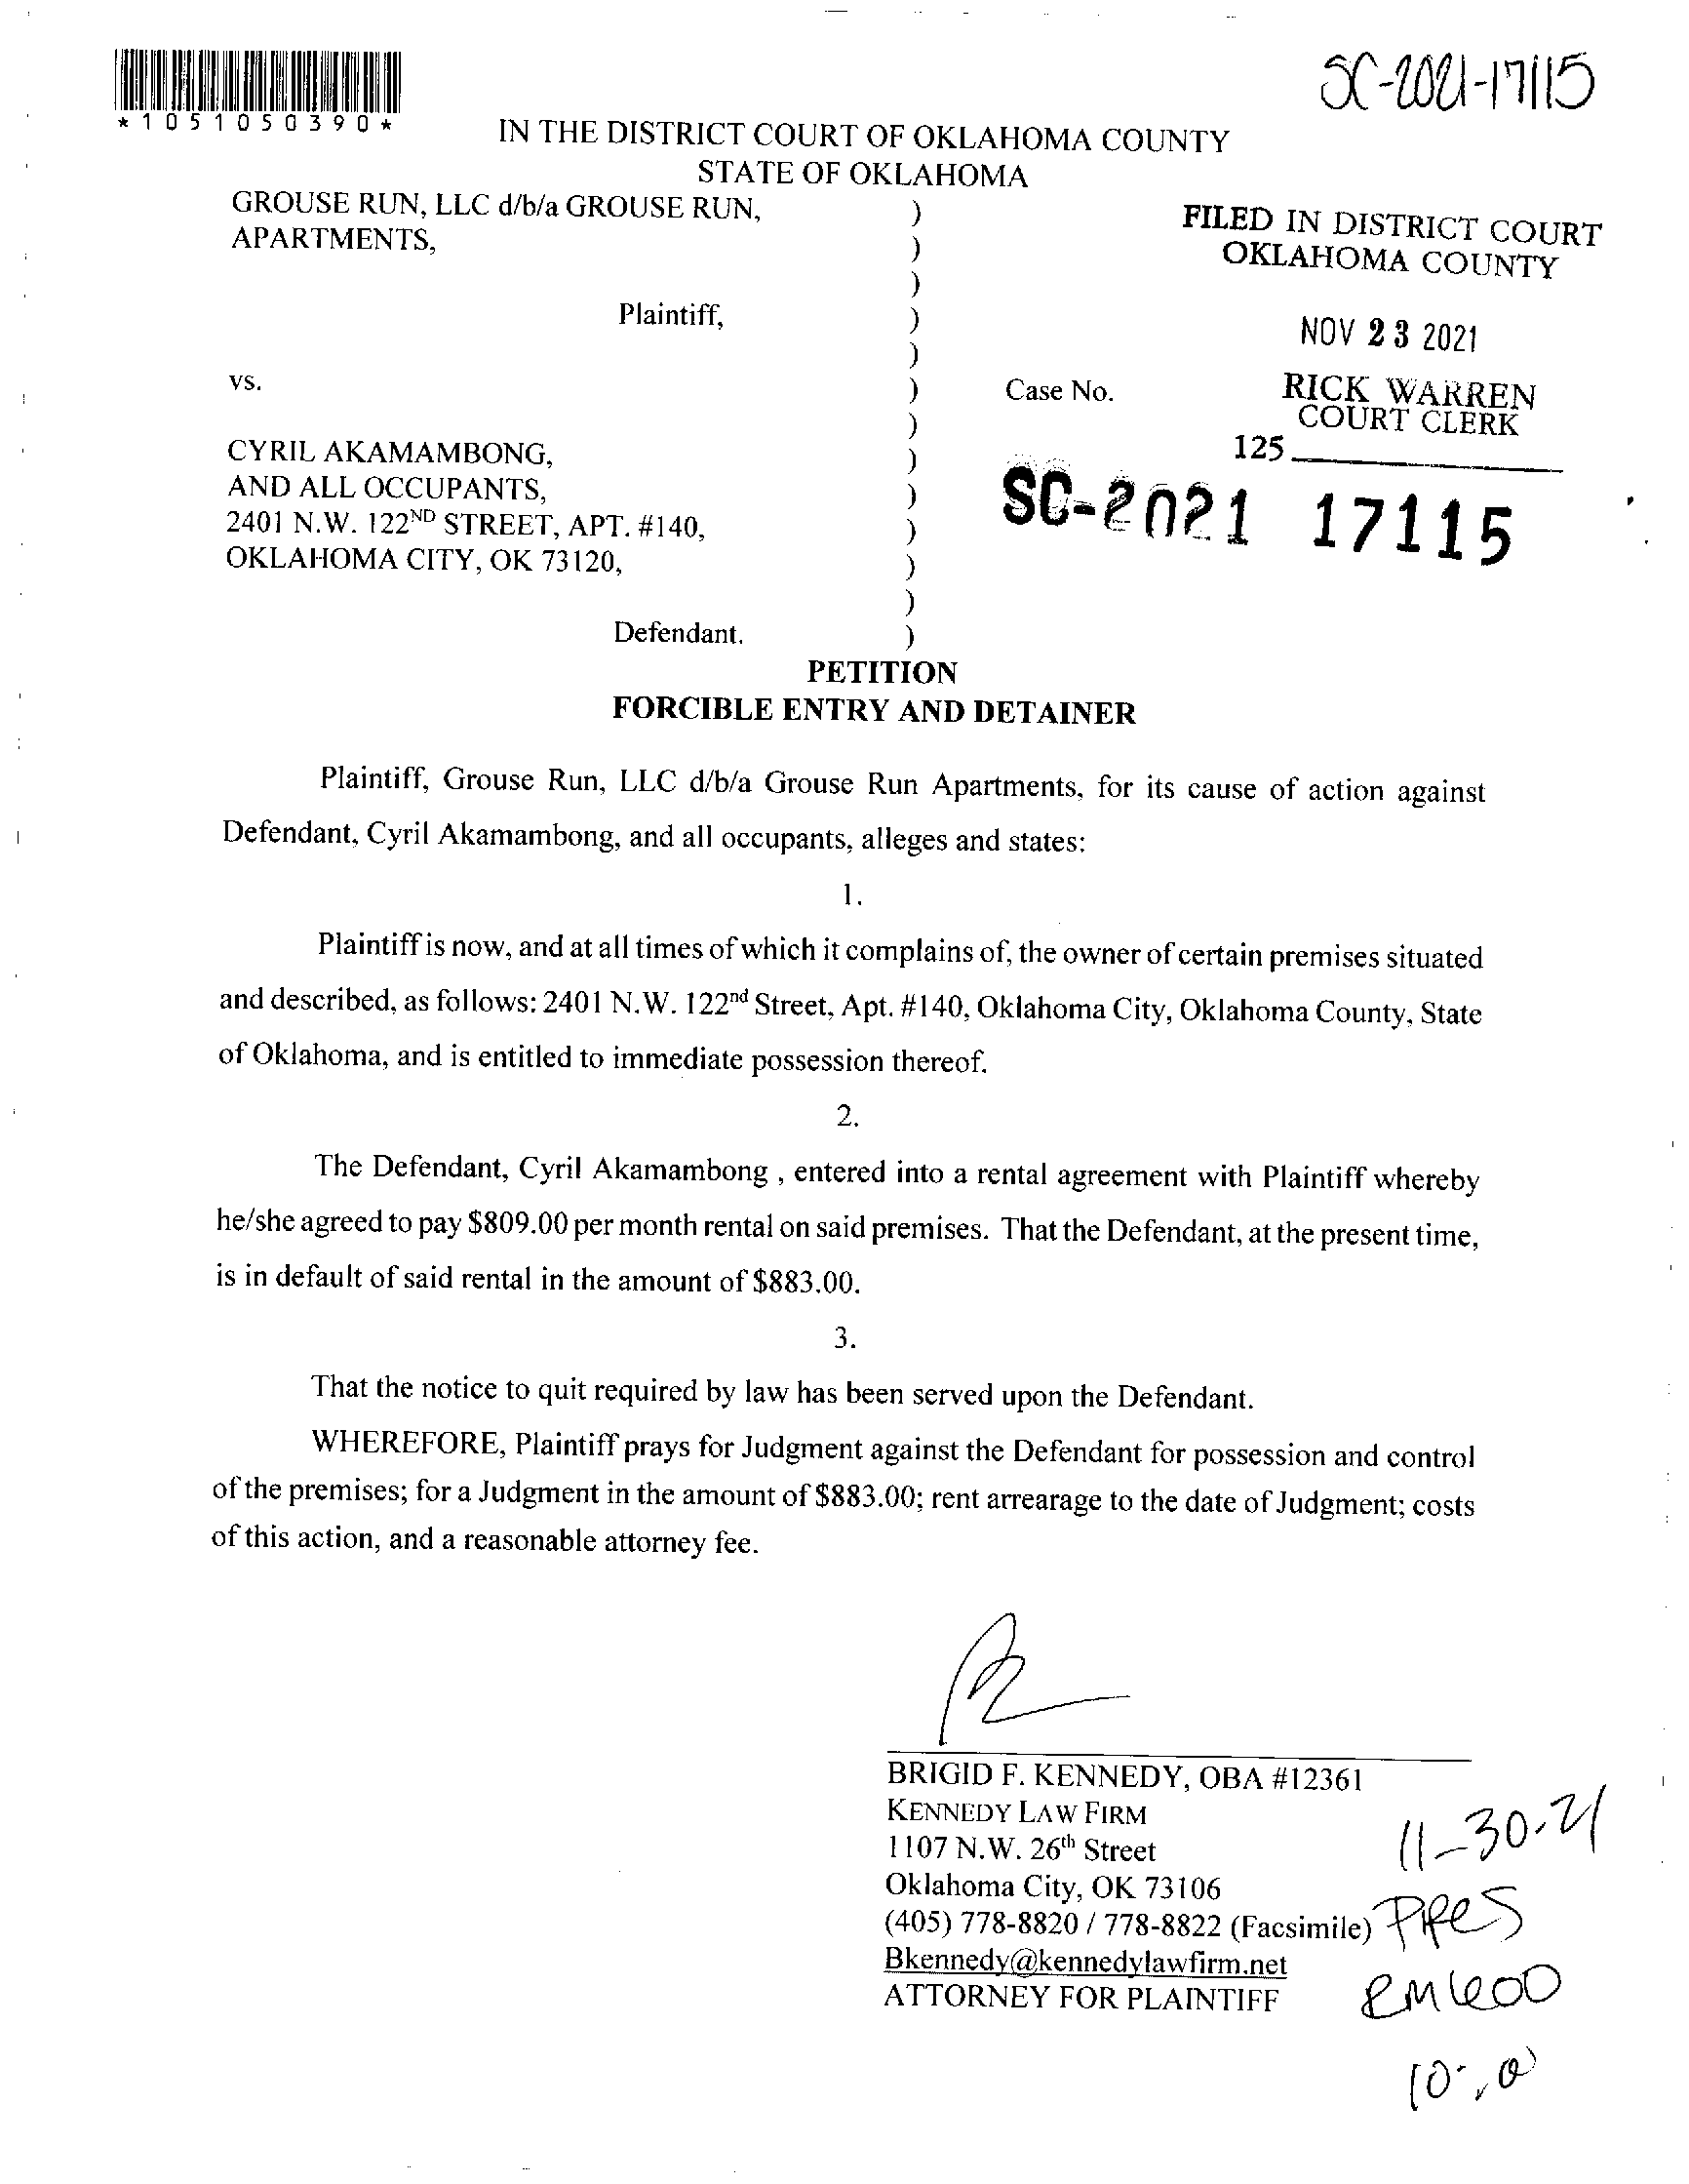 SC-2021-17115
*1051050390*
IN THE DISTRICT COURT OF OKLAHOMA COUNTY
STATE OF OKLAHOMA
GROUSE RUN, LLC d/b/a GROUSE RUN, )
APARTMENTS, )
)
Plaintiff, )
)
vs. )
)
CYRIL AKAMAMBONG, )
AND ALL OCCUPANTS, )
2401 N.W. 122ND STREET, APT. #140, )
OKLAHOMA CITY, OK 73120, )
)
Defendant. )
FILED IN DISTRICT COURT
OKLAHOMA COUNTY
NOV 23 2021
RICK WARREN
COURT CLERK
125
Case No.
SC-2021 17115
PETITION
FORCIBLE ENTRY AND DETAINER
Plaintiff, Grouse Run, LLC d/b/a Grouse Run Apartments, for its cause of action against
Defendant, Cyril Akamambong, and all occupants, alleges and states:
1.
Plaintiff is now, and at all times of which it complains of, the owner of certain premises situated
and described, as follows: 2401 N.W. 122nd Street, Apt. #140, Oklahoma City, Oklahoma County, State
of Oklahoma, and is entitled to immediate possession thereof.
2.
The Defendant, Cyril Akamambong , entered into a rental agreement with Plaintiff whereby
he/she agreed to pay $809.00 per month rental on said premises. That the Defendant, at the present time,
is in default of said rental in the amount of $883.00.
3.
That the notice to quit required by law has been served upon the Defendant.
WHEREFORE, Plaintiff prays for Judgment against the Defendant for possession and control
of the premises; for a Judgment in the amount of $883.00; rent arrearage to the date of Judgment; costs
of this action, and a reasonable attorney fee.
BRIGID F. KENNEDY, OBA #12361
KENNEDY LAW FIRM
1107 N.W. 26th Street
Oklahoma City, OK 73106
(405) 778-8820 / 778-8822 (Facsimile)
Bkennedy@kennedylawfirm.net
ATTORNEY FOR PLAINTIFF
11-30-21